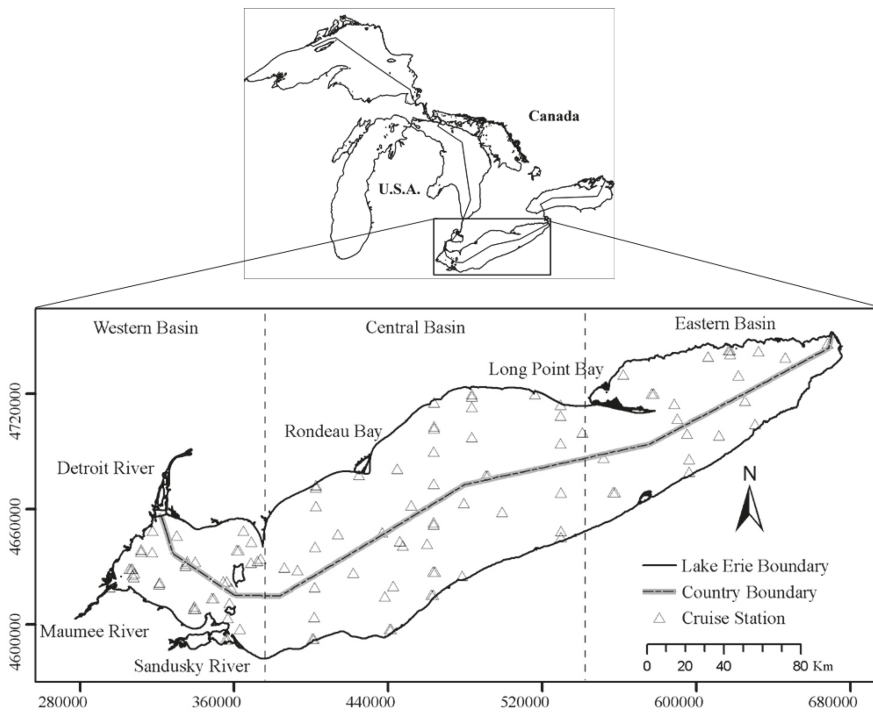 Canada
U.S.A.
Western Basin
Central Basin
Eastern Basin
Long Point Bay
Rondeau Bay
Detroit River
Maumee River
Sandusky River
N
Lake Erie Boundary
Country Boundary
Cruise Station
0 20 40 80 Km
4720000
4660000
4600000
280000 360000 440000 520000 600000 680000